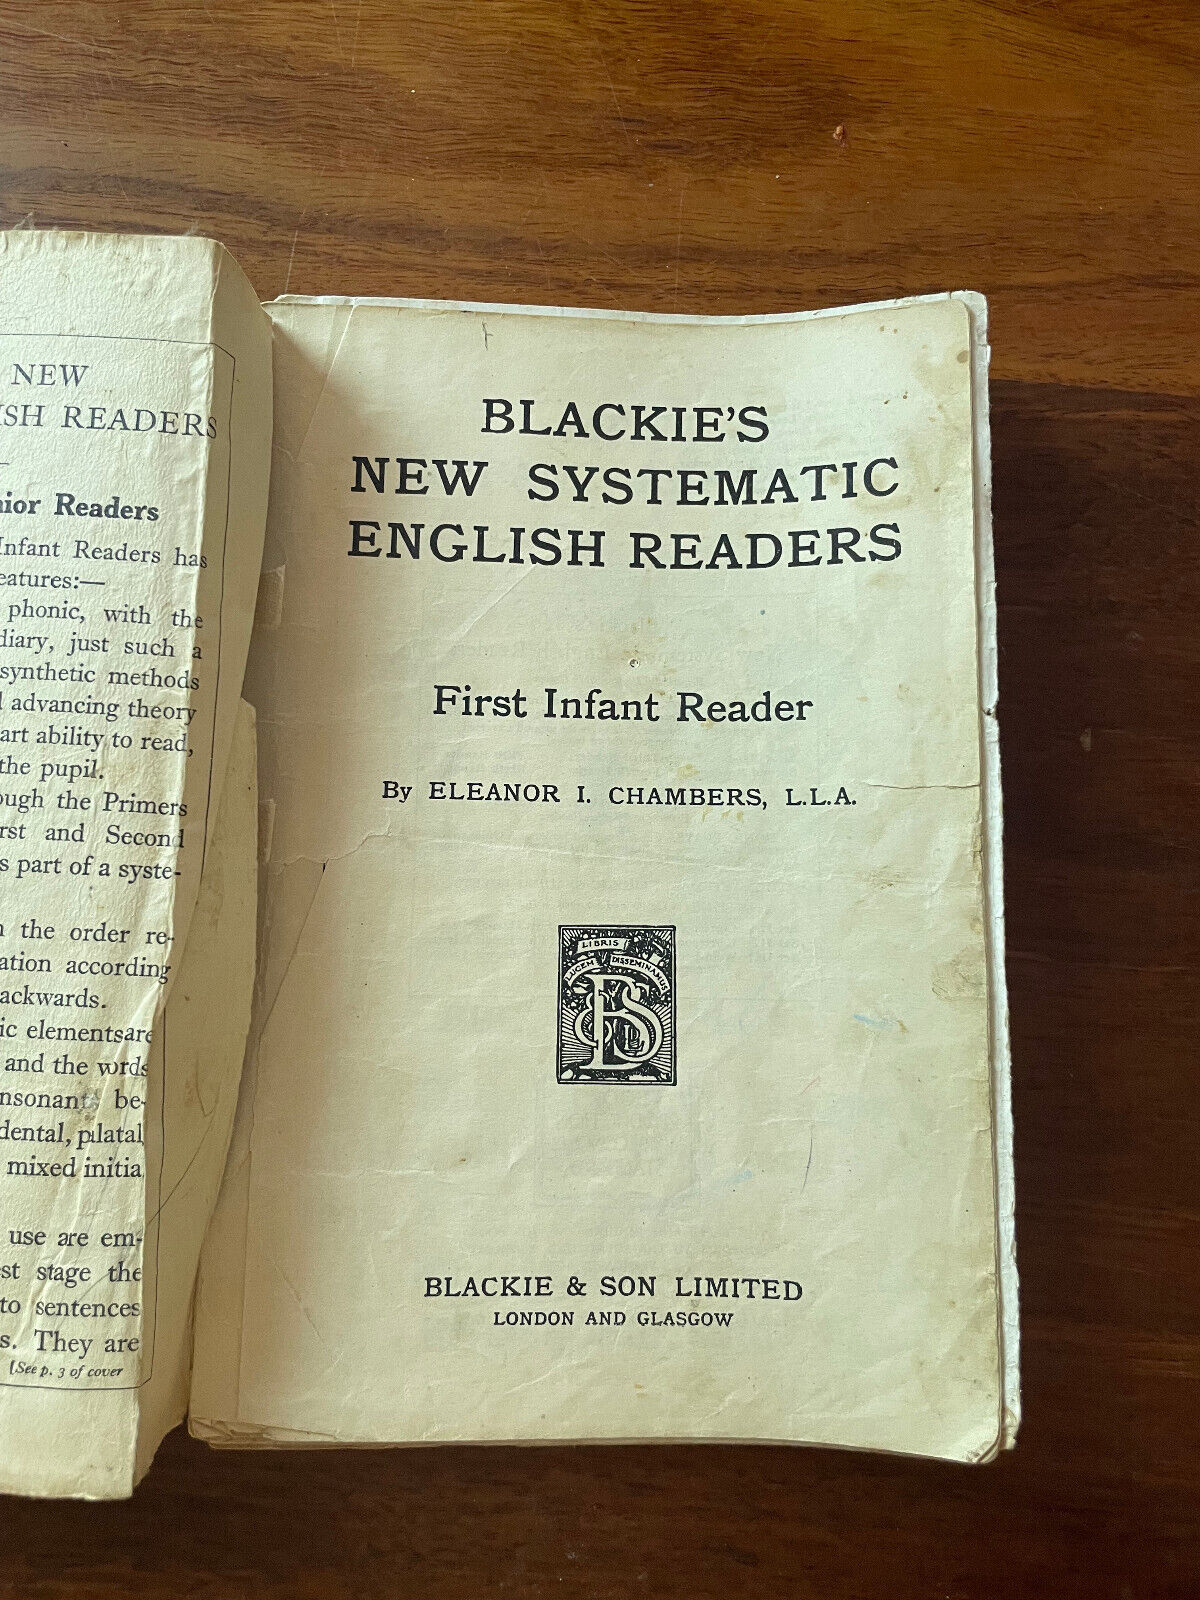 NEW
ISH READERS
nior Readers
Infant Readers has
eatures:—
phonic, with the
diary, just such a
synthetic methods
advancing theory
art ability to read,
the pupil.
ough the Primers
rst and Second
s part of a syste-
the order re-
ation according
ackwards.
ic elementsare
and the words
nsonants be-
dental, palatal
mixed initia
use are em-
st stage the
to sentences
s. They are
[See p. 3 of cover
BLACKIE'S
NEW SYSTEMATIC
ENGLISH READERS
First Infant Reader
By ELEANOR I. CHAMBERS, L.L.A.
LIBRIS
LUCEM DISSEMINAMUS
BLACKIE & SON LIMITED
LONDON AND GLASGOW